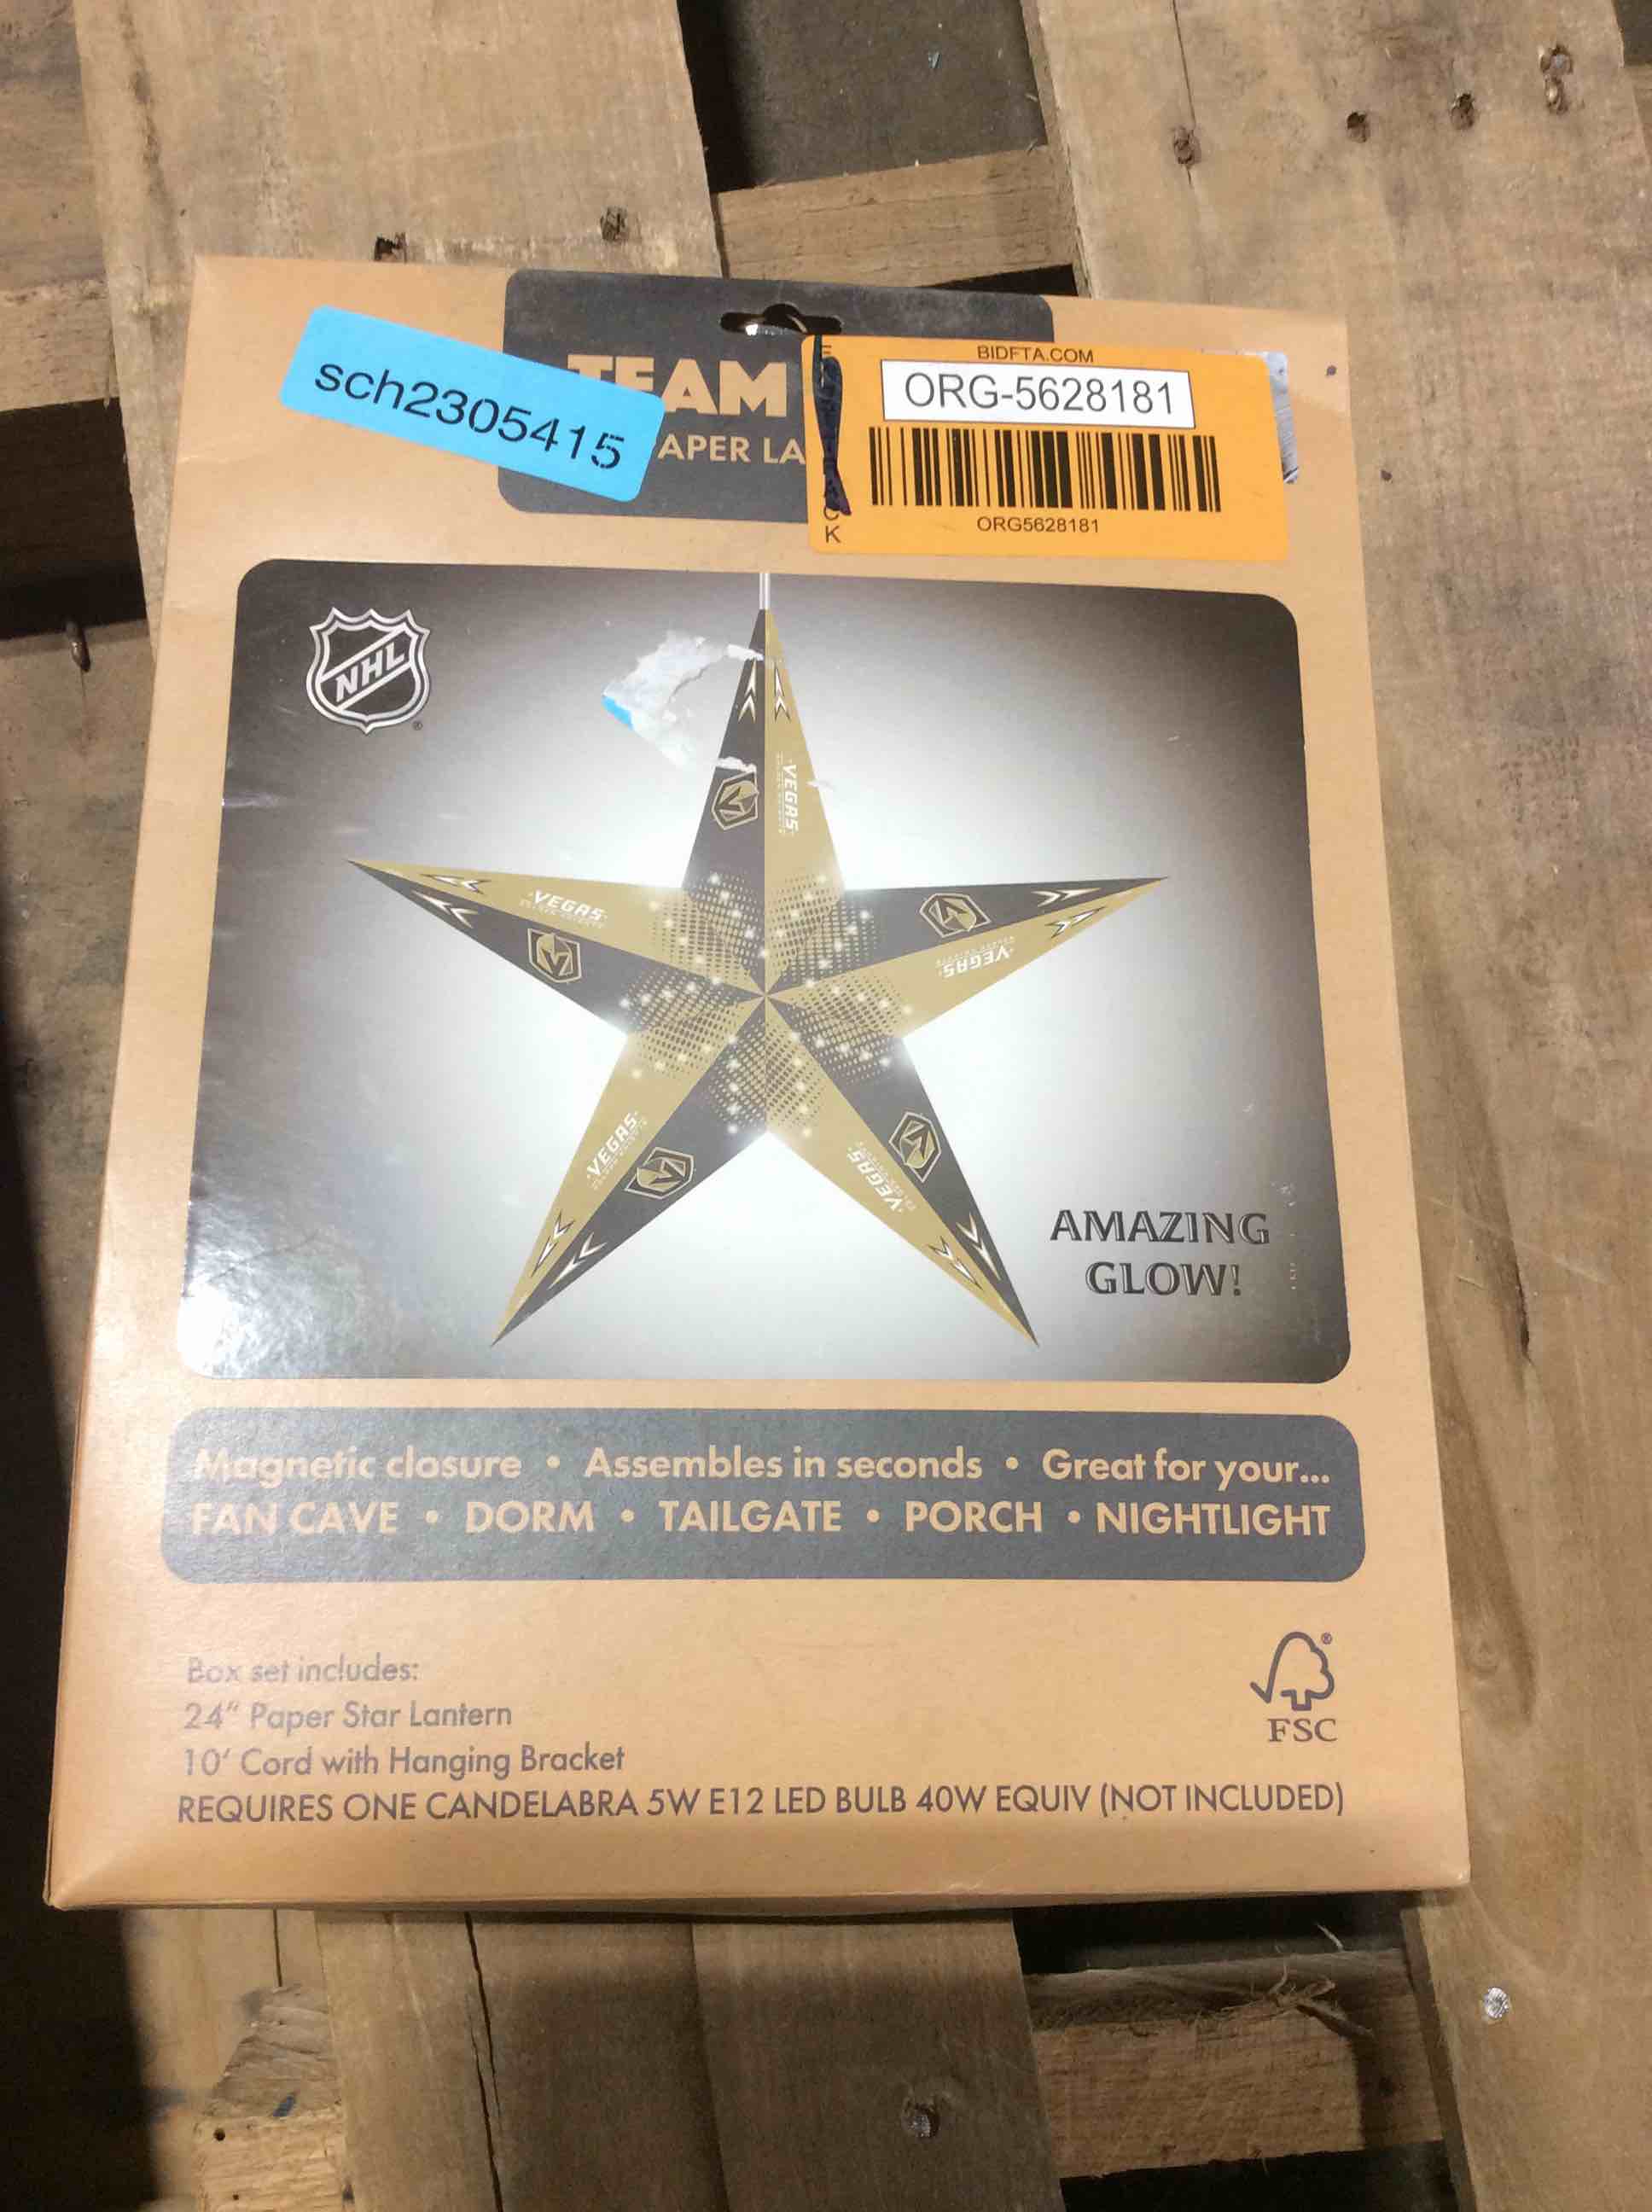 sch2305415
TEAM
APER LA
BIDFTA.COM
ORG-5628181
ORG5628181
C
K
NHL
®
VEGAS
VEGAS
VEGAS
VEGAS
VEGAS
AMAZING
GLOW!
Magnetic closure • Assembles in seconds • Great for your...
FAN CAVE • DORM • TAILGATE • PORCH • NIGHTLIGHT
Box set includes:
24" Paper Star Lantern
10' Cord with Hanging Bracket
REQUIRES ONE CANDELABRA 5W E12 LED BULB 40W EQUIV (NOT INCLUDED)
®
FSC